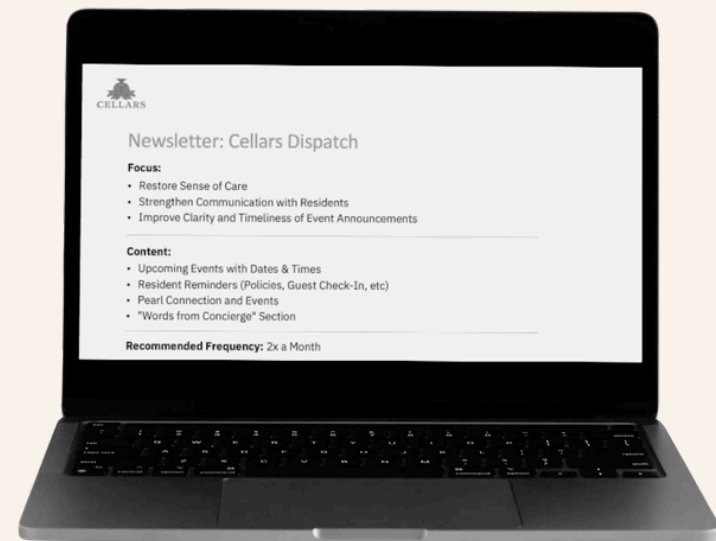 CELLARS
Newsletter: Cellars Dispatch
Focus:
• Restore Sense of Care
• Strengthen Communication with Residents
• Improve Clarity and Timeliness of Event Announcements
Content:
• Upcoming Events with Dates & Times
• Resident Reminders (Policies, Guest Check-In, etc)
• Pearl Connection and Events
• "Words from Concierge" Section
Recommended Frequency: 2x a Month